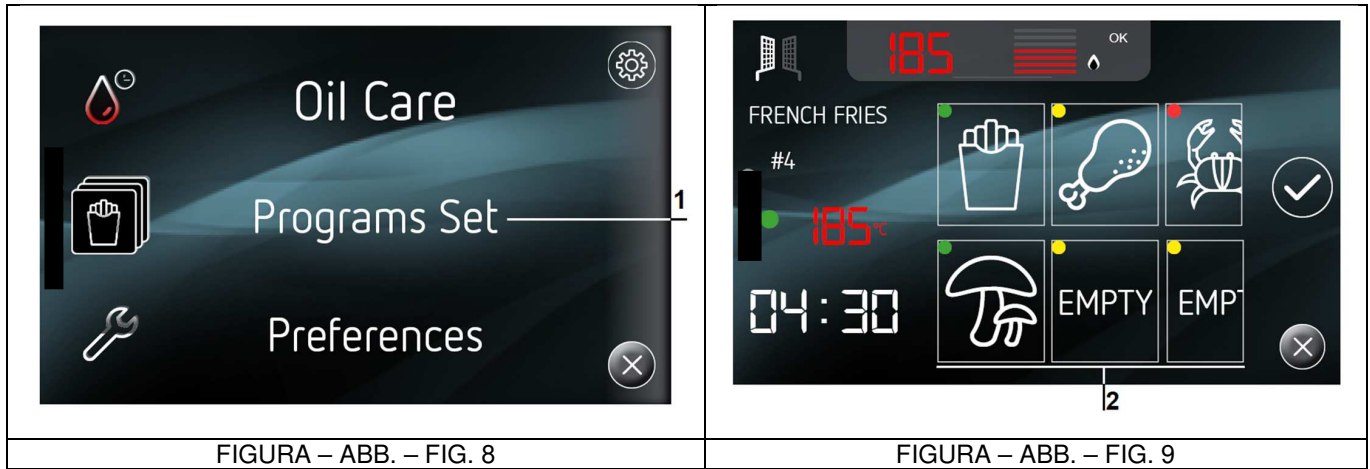 Oil Care
Programs Set
1
Preferences
185
OK
FRENCH FRIES
#4
185°C
04:30
EMPTY
EMPT
2
FIGURA – ABB. – FIG. 8
FIGURA – ABB. – FIG. 9